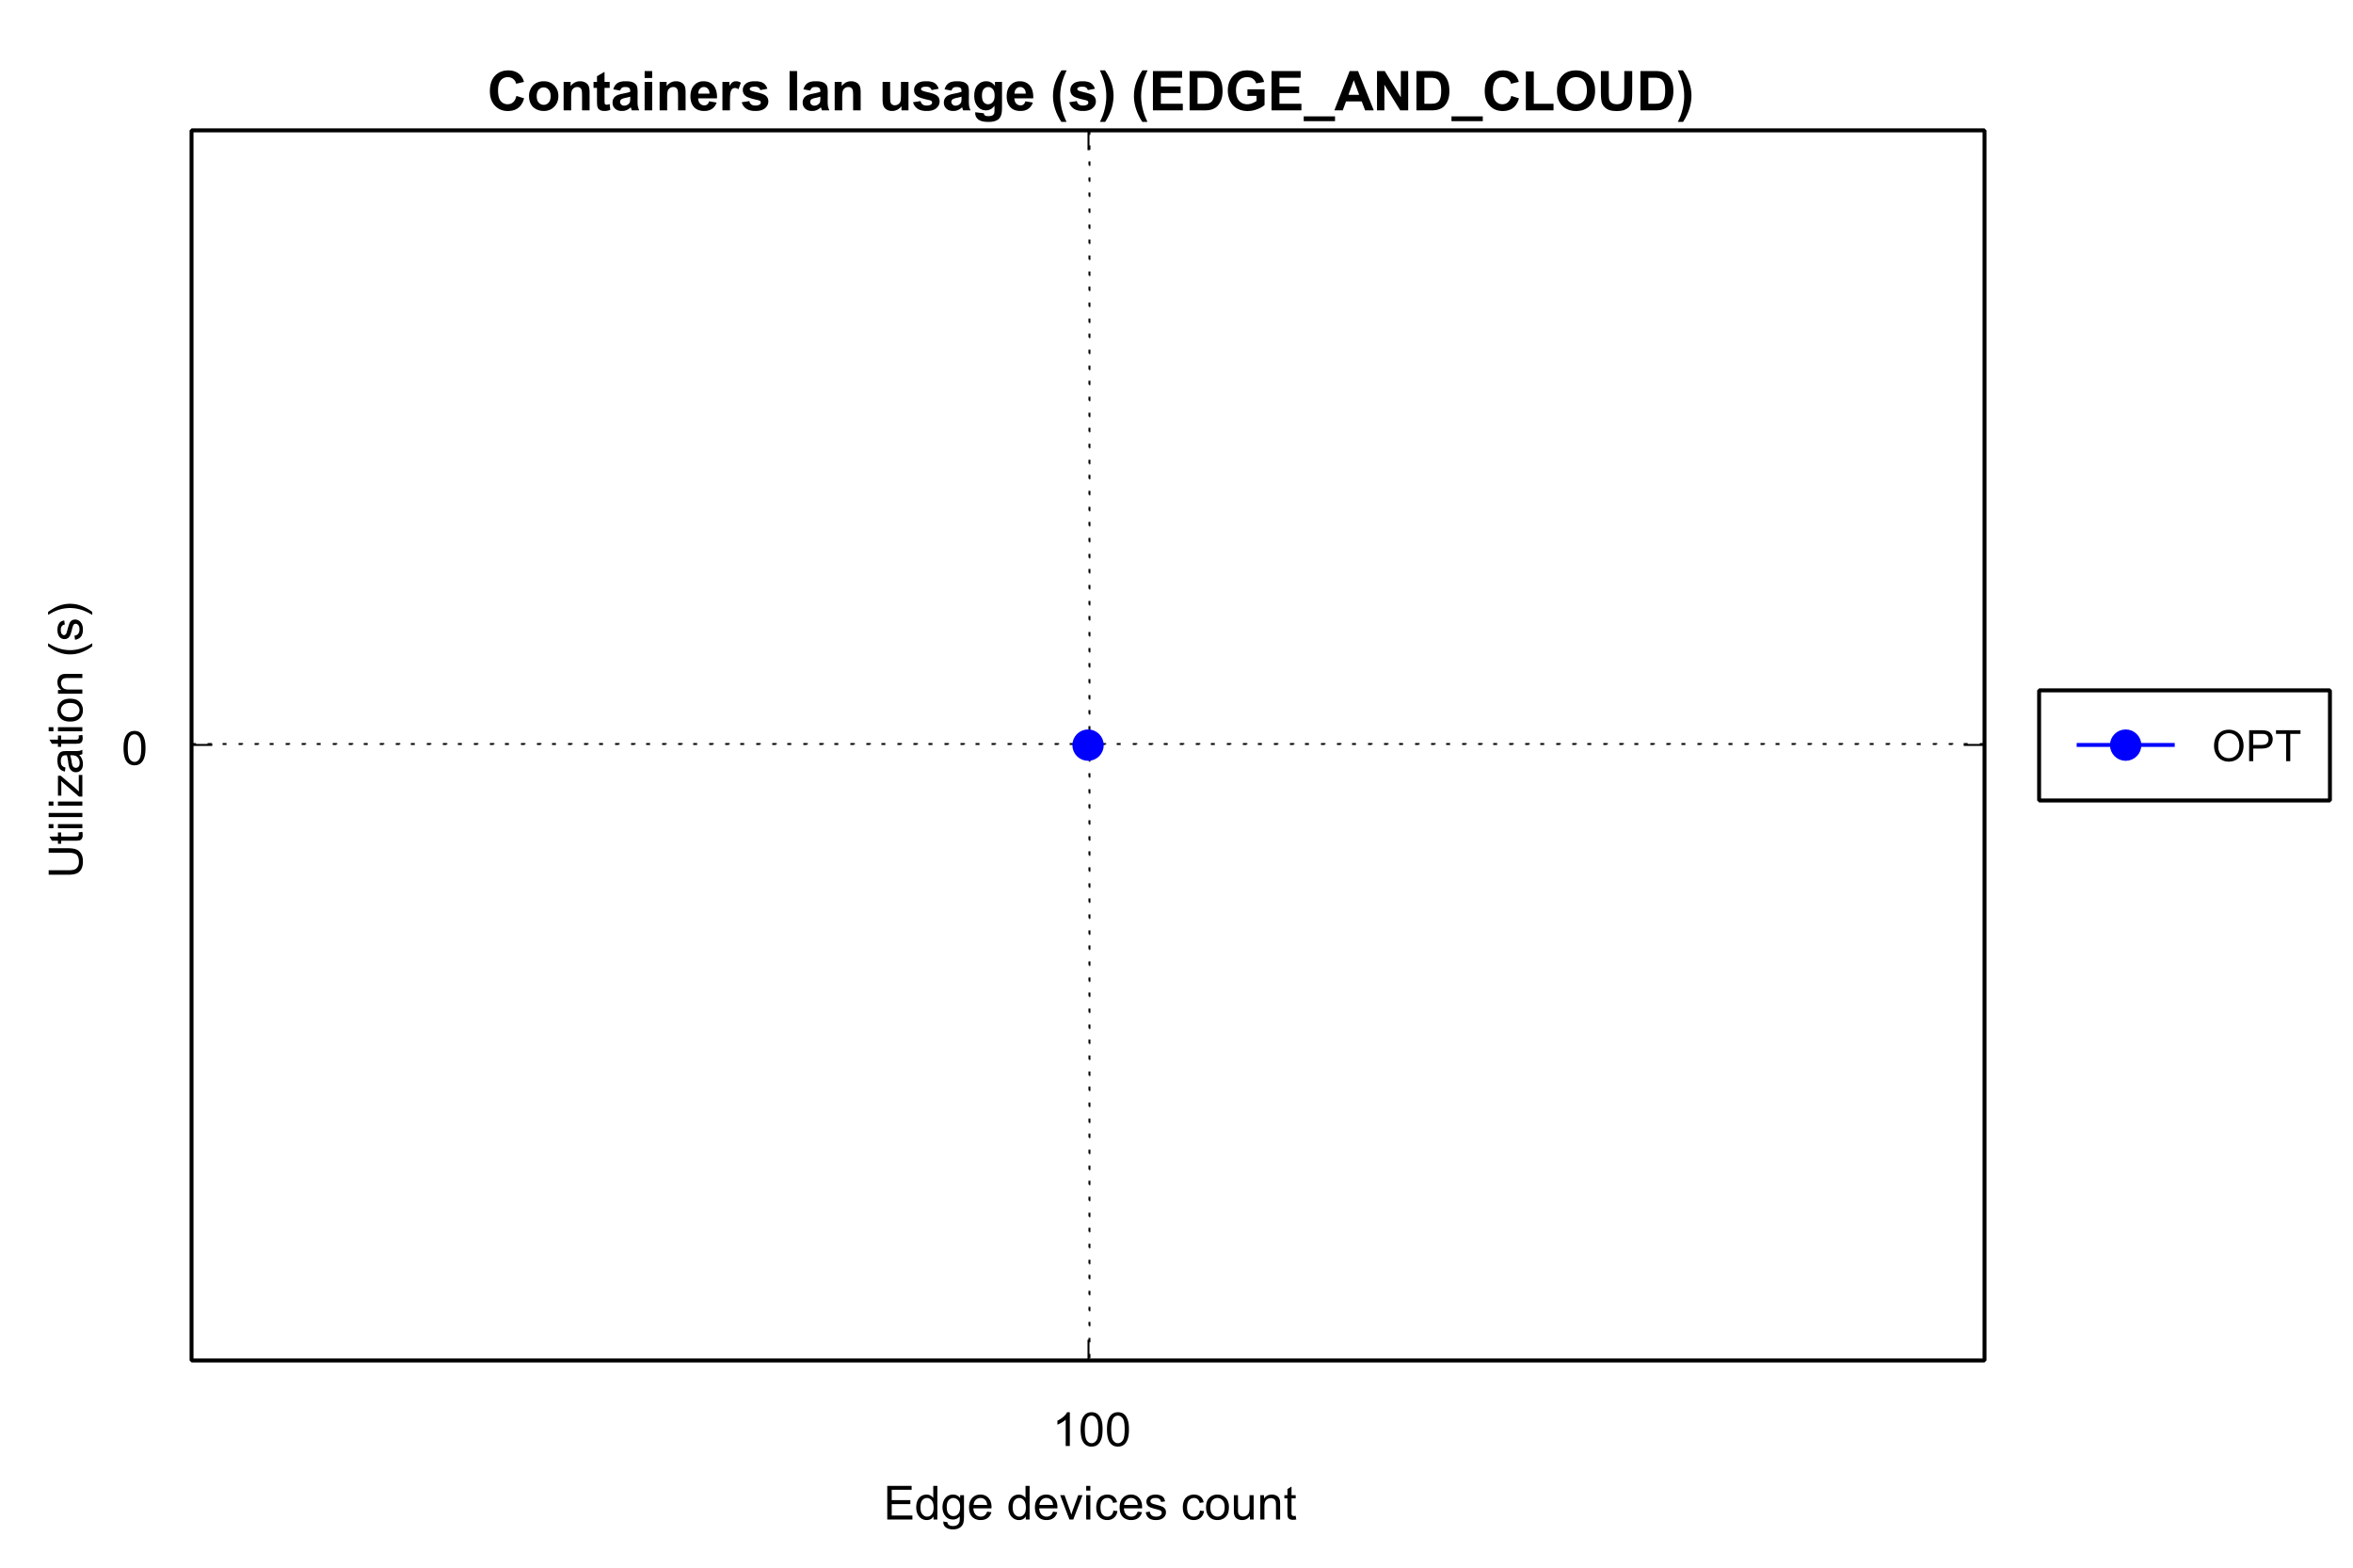 Containers lan usage (s) (EDGE_AND_CLOUD)
Utilization (s)
0
OPT
100
Edge devices count